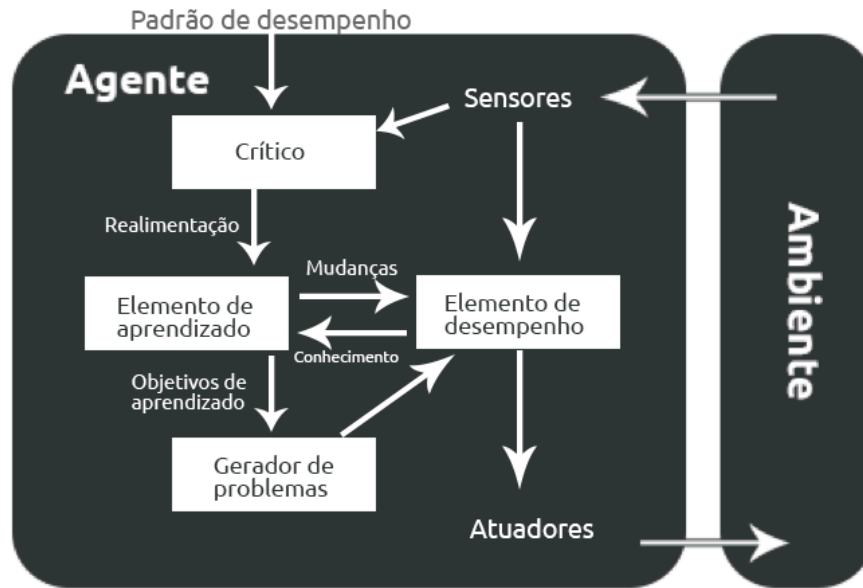 Padrão de desempenho
Agente
Sensores
Crítico
Realimentação
Mudanças
Elemento de
aprendizado
Elemento de
desempenho
Conhecimento
Objetivos de
aprendizado
Gerador de
problemas
Atuadores
Ambiente